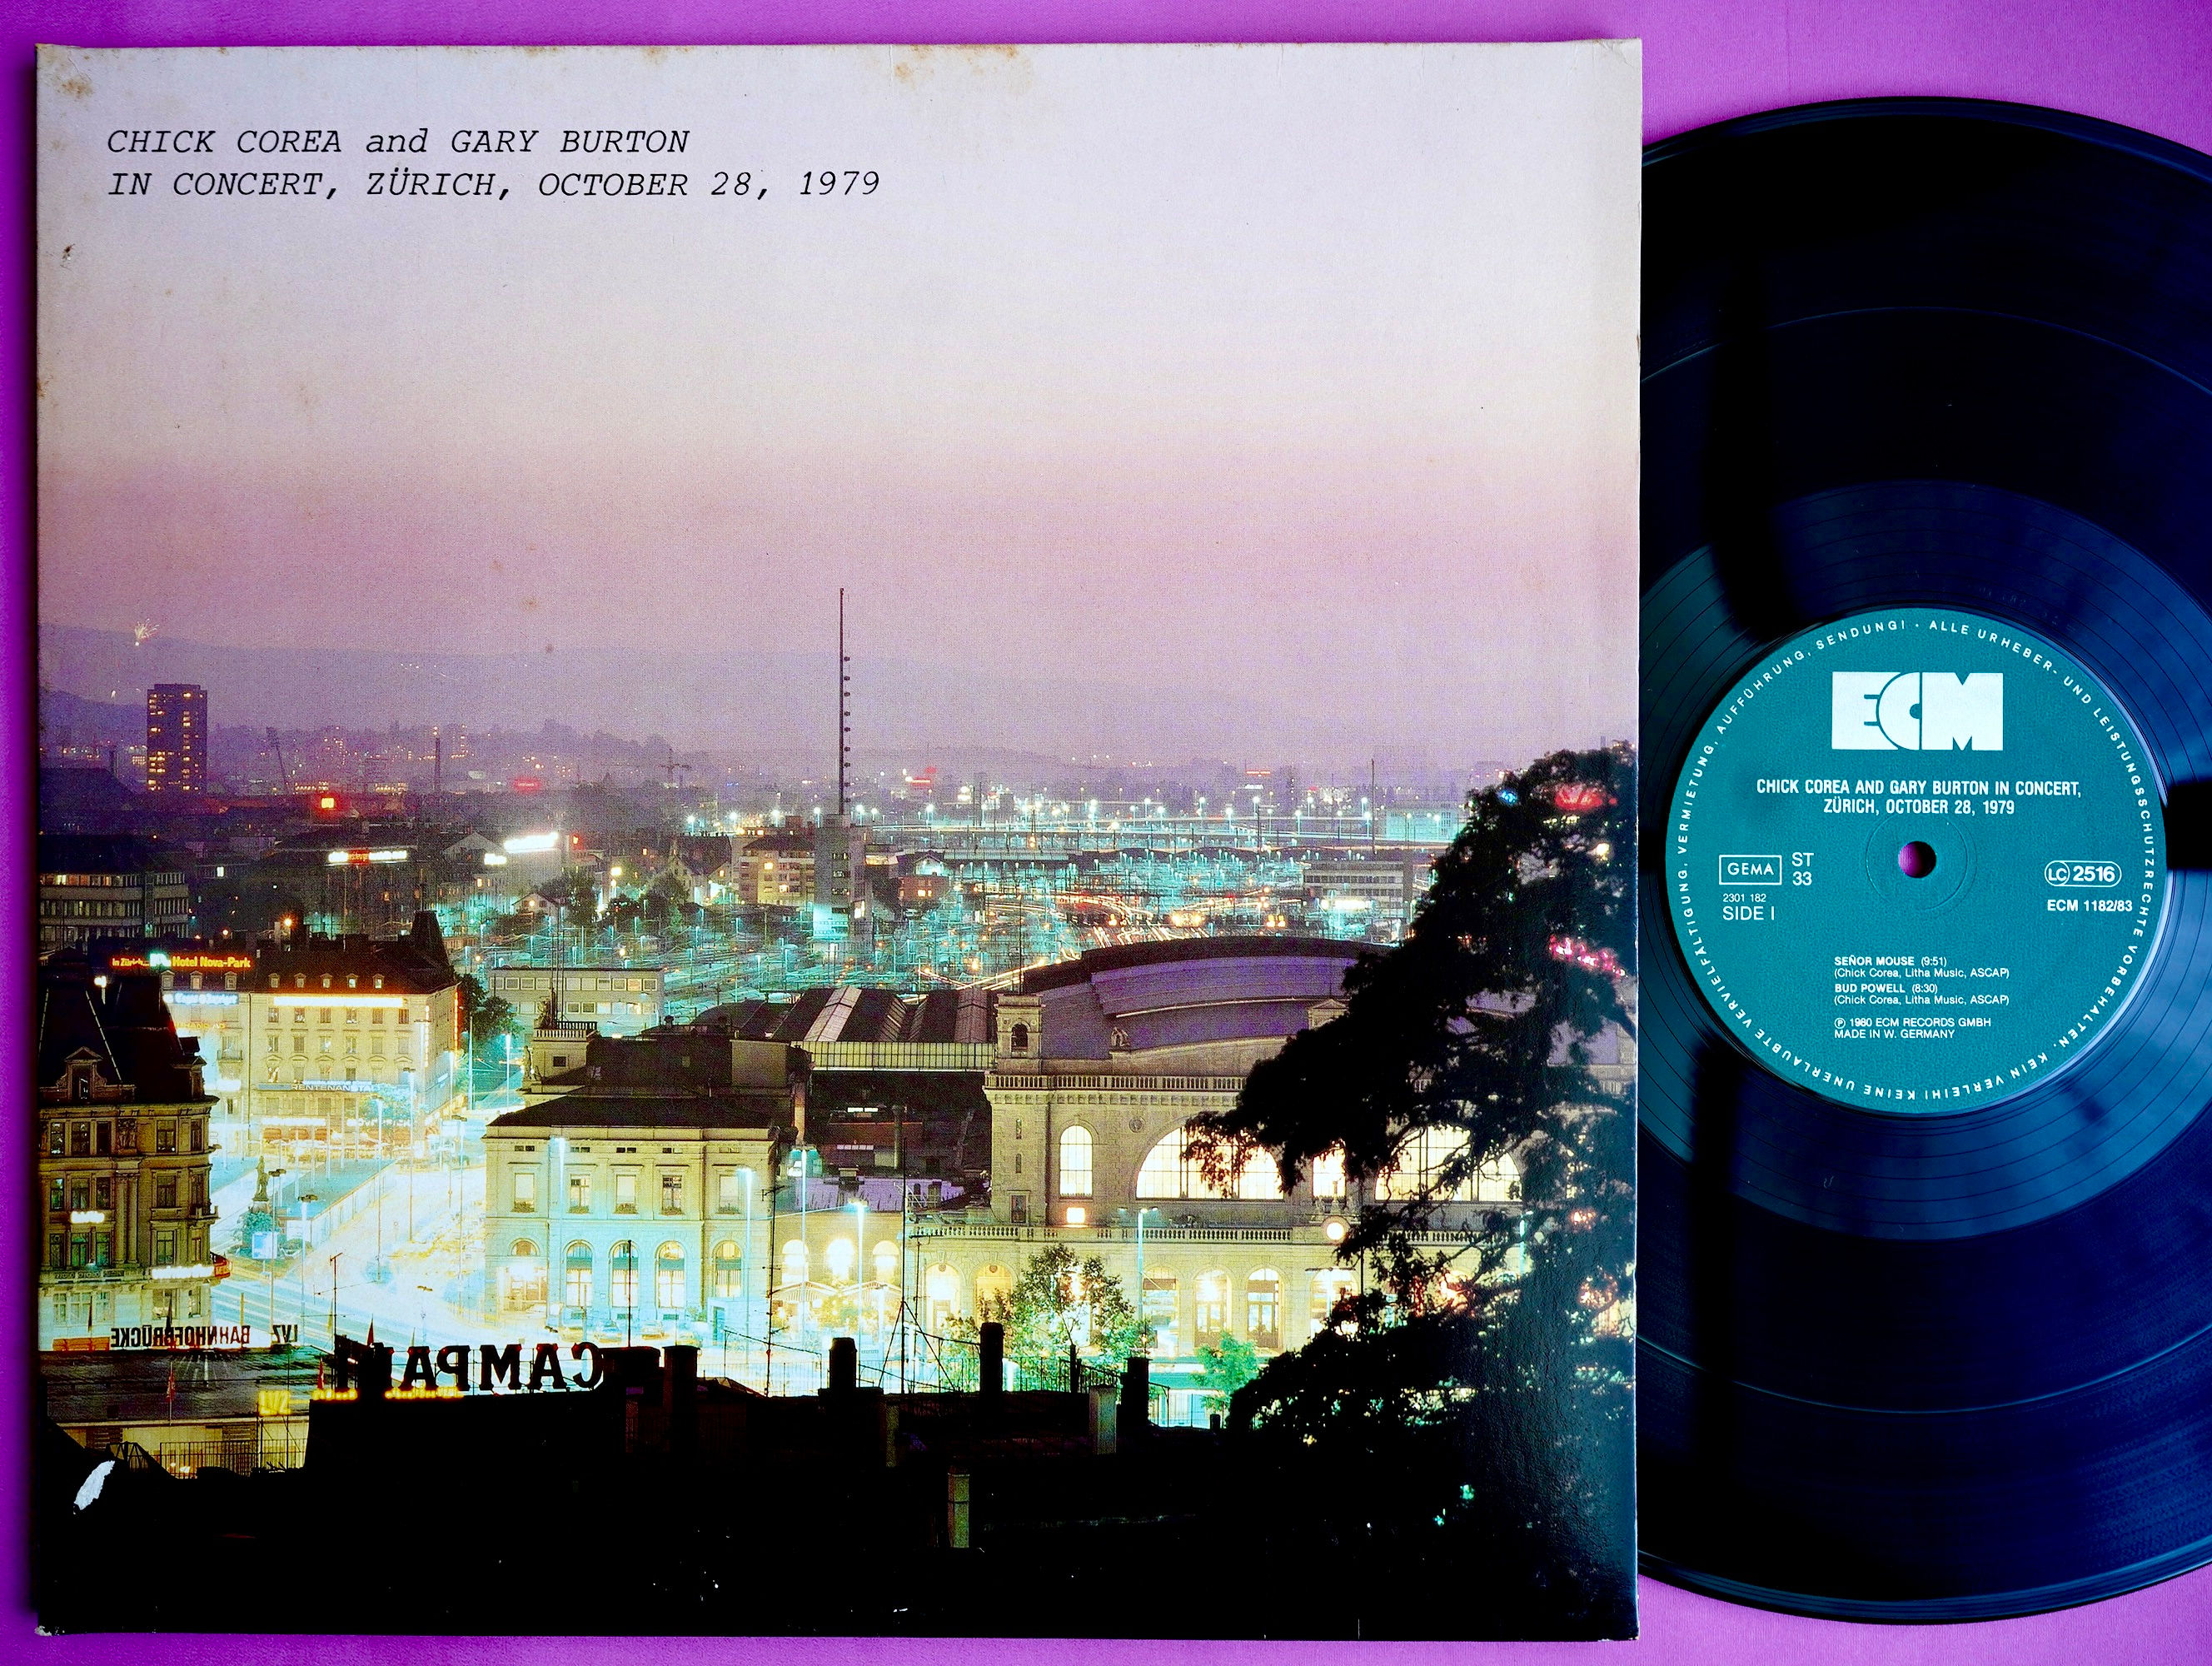 CHICK COREA and GARY BURTON
IN CONCERT, ZÜRICH, OCTOBER 28, 1979
in Zürich Hotel Nova-Park
RENTENANSTALT
LVZ BAHNHOFBRÜCKE
CAMPARI
ECM
CHICK COREA AND GARY BURTON IN CONCERT,
ZÜRICH, OCTOBER 28, 1979
GEMA
ST
33
2301 182
SIDE I
LC 2516
ECM 1182/83
SEÑOR MOUSE (9:51)
(Chick Corea, Litha Music, ASCAP)
BUD POWELL (8:30)
(Chick Corea, Litha Music, ASCAP)
Ⓟ 1980 ECM RECORDS GMBH
MADE IN W. GERMANY
ALLE URHEBER- UND LEISTUNGSSCHUTZRECHTE VORBEHALTEN. KEIN VERLEIH! KEINE UNERLAUBTE VERVIELFÄLTIGUNG, VERMIETUNG, AUFFÜHRUNG, SENDUNG! ·